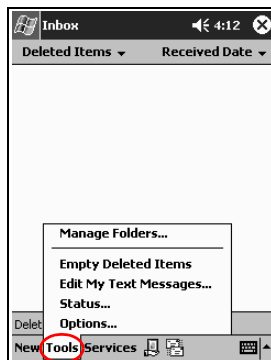 Inbox 4:12
Deleted Items Received Date
Manage Folders...
Empty Deleted Items
Edit My Text Messages...
Status...
Options...
Delet
New Tools Services